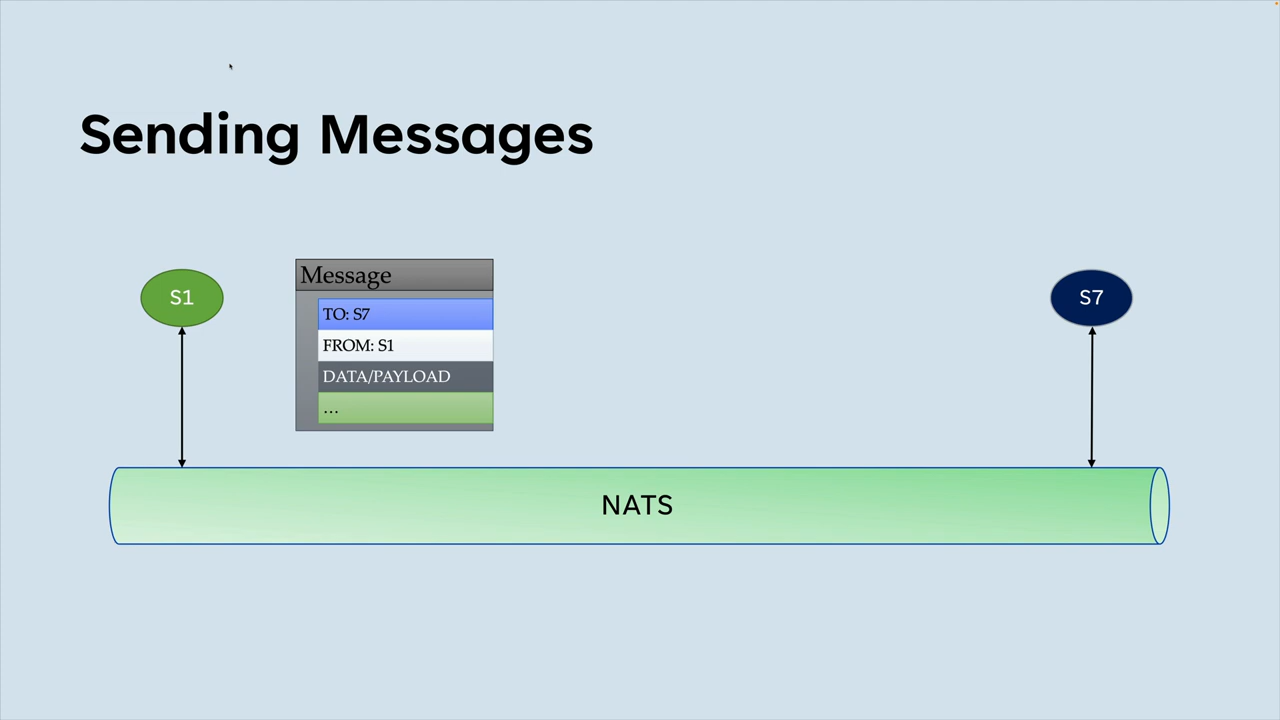 Sending Messages
S1
Message
TO: S7
FROM: S1
DATA/PAYLOAD
...
S7
NATS